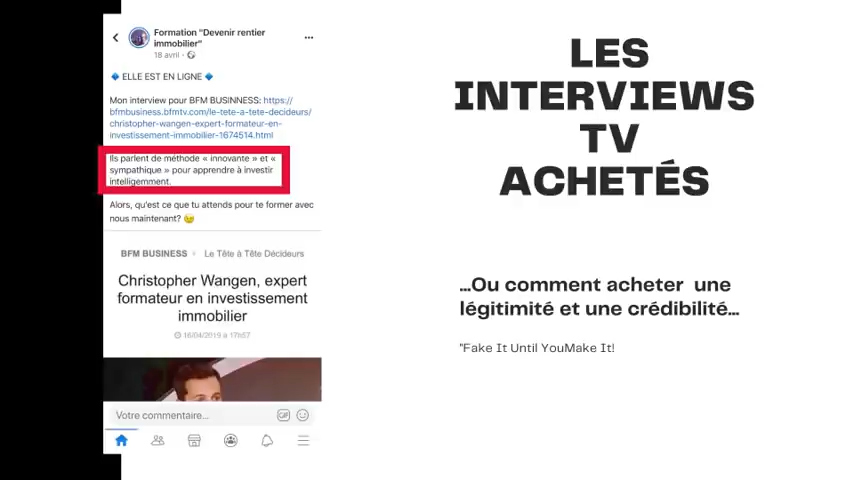 Formation "Devenir rentier
immobilier"
18 avril ·
ELLE EST EN LIGNE
Mon interview pour BFM BUSINNESS: https://
bfmbusiness.bfmtv.com/le-tete-a-tete-decideurs/
christopher-wangen-expert-formateur-en-
investissement-immobilier-1674514.html
Ils parlent de méthode « innovante » et «
sympathique » pour apprendre à investir
intelligemment.
Alors, qu'est ce que tu attends pour te former avec
nous maintenant?
BFM BUSINESS Le Tête à Tête Décideurs
Christopher Wangen, expert
formateur en investissement
immobilier
16/04/2019 à 17h57
Votre commentaire...
GIF
LES
INTERVIEWS
TV
ACHETÉS
...Ou comment acheter une
légitimité et une crédibilité...
"Fake It Until YouMake It!